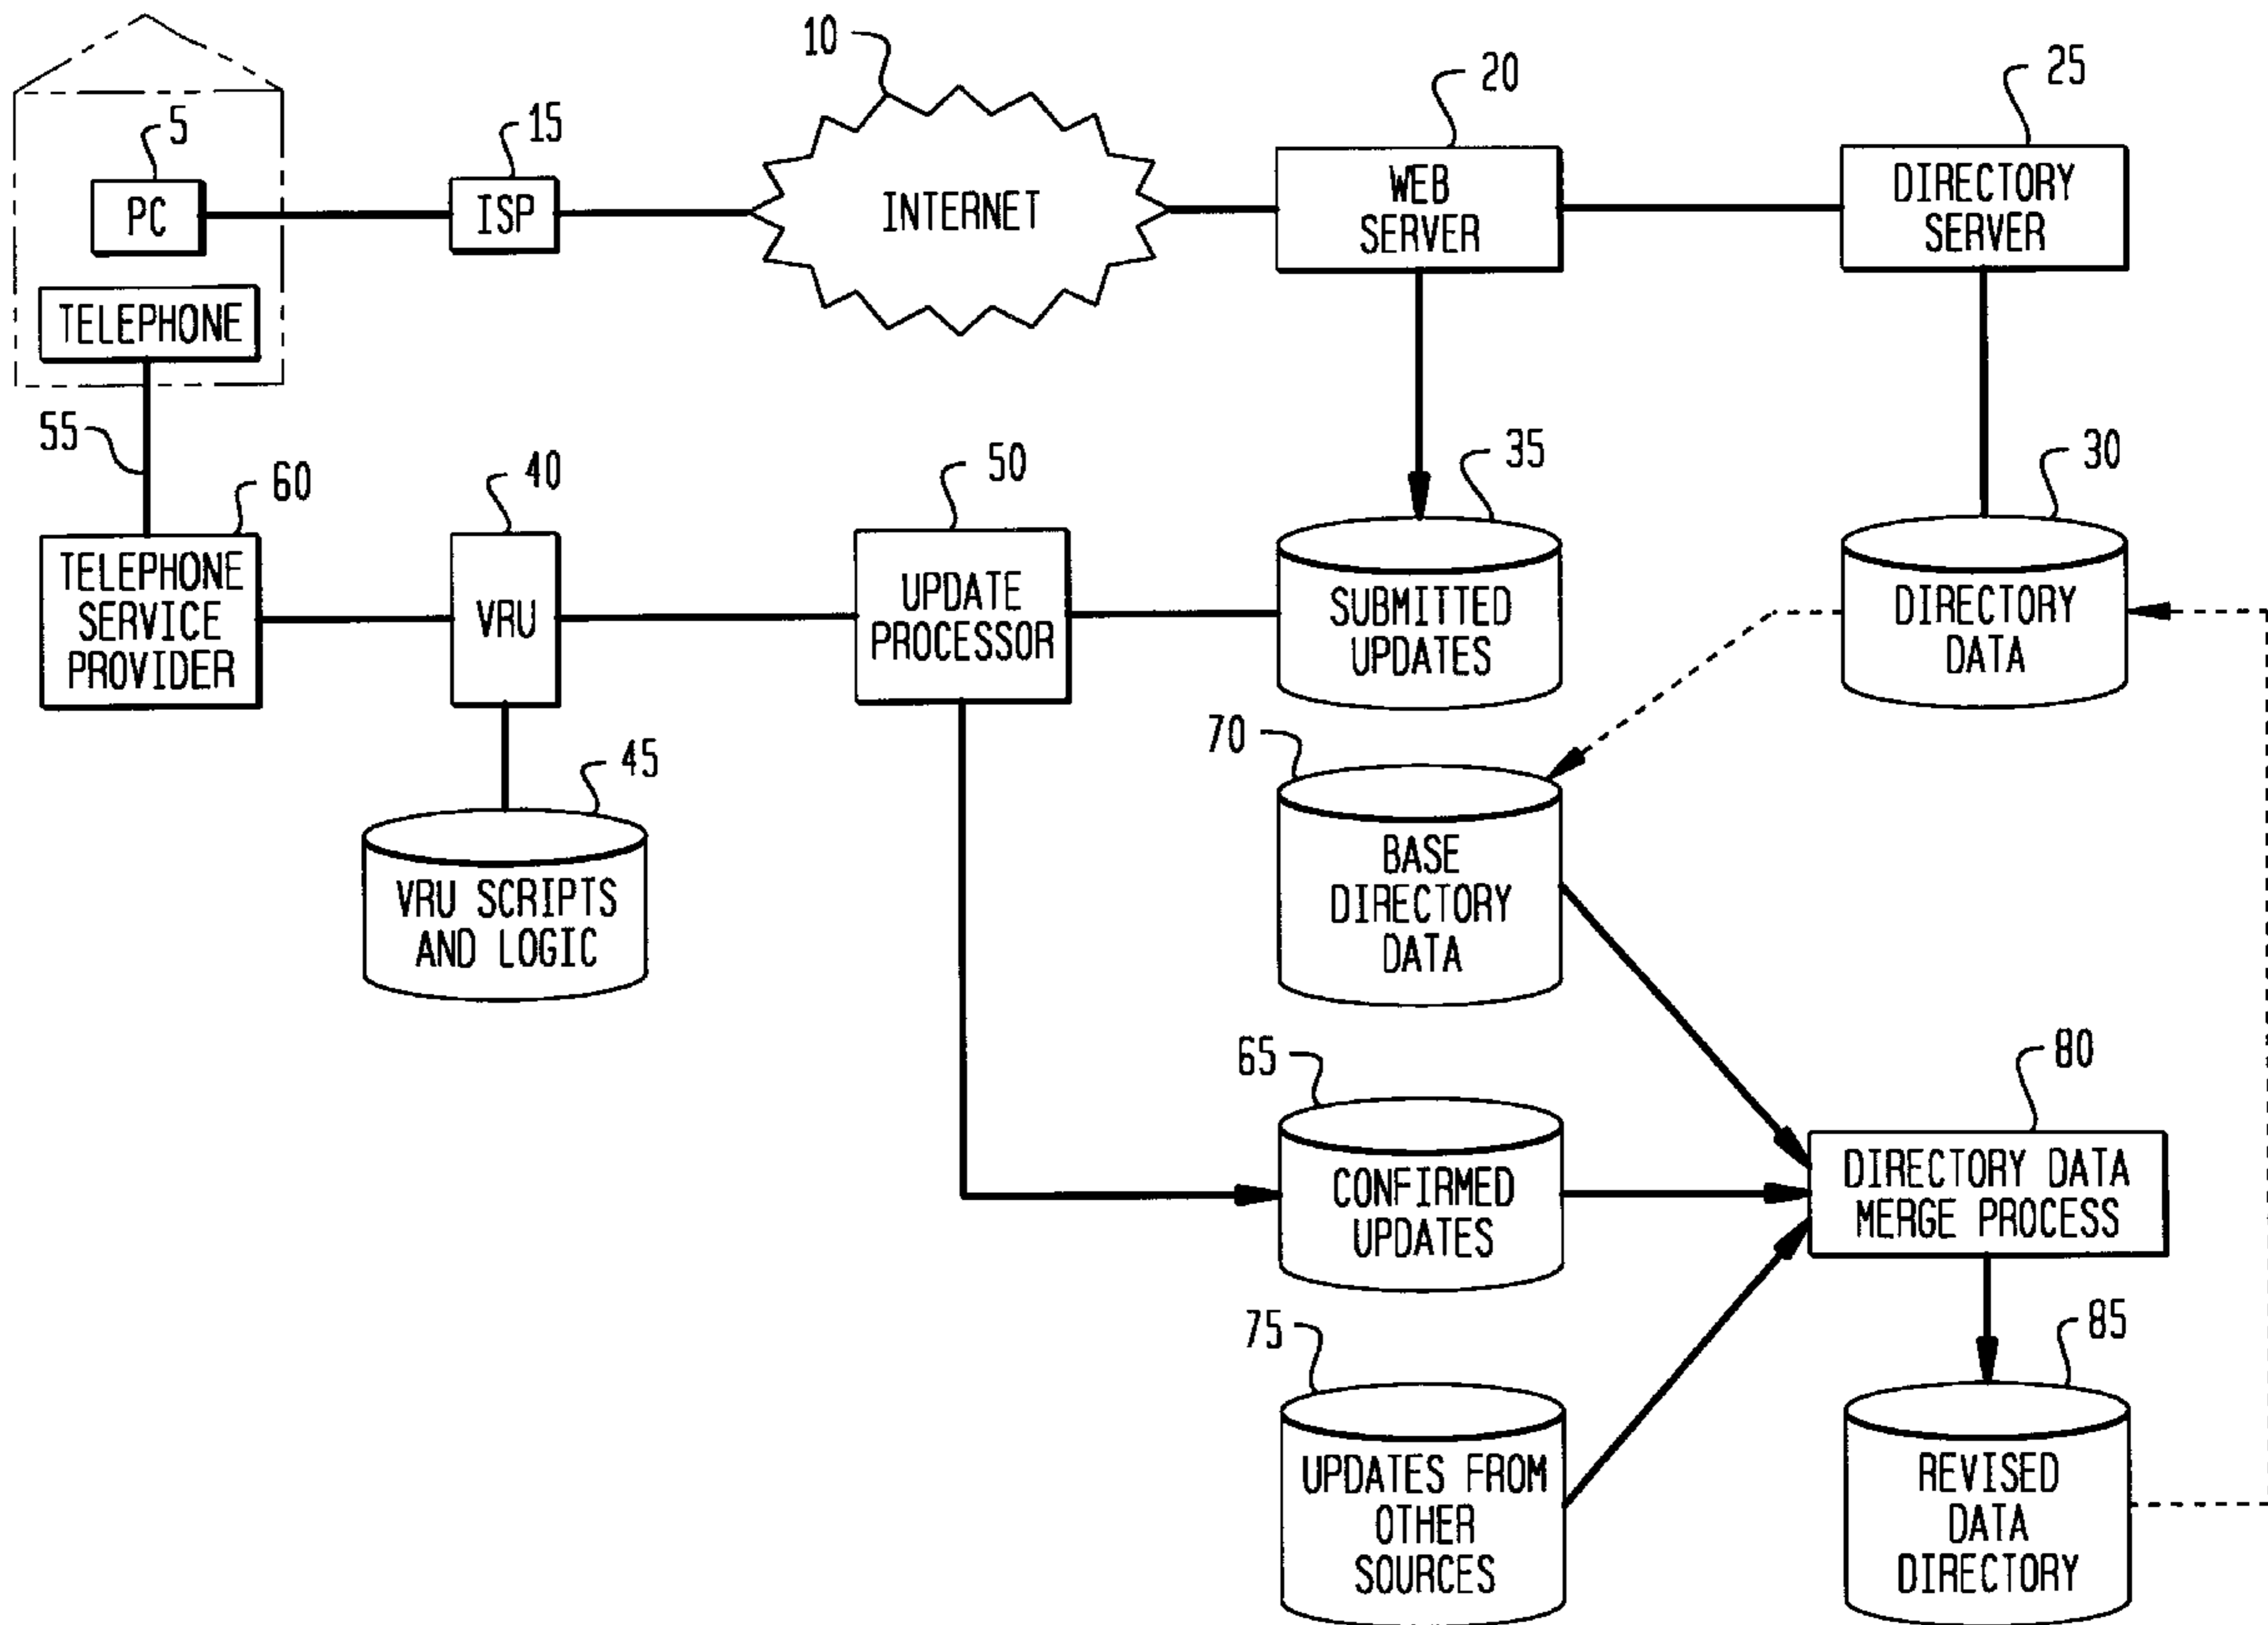 10
20
25
5
15
PC
ISP
INTERNET
WEB
SERVER
DIRECTORY
SERVER
TELEPHONE
55
60
40
50
35
30
TELEPHONE
SERVICE
PROVIDER
VRU
UPDATE
PROCESSOR
SUBMITTED
UPDATES
DIRECTORY
DATA
45
70
VRU SCRIPTS
AND LOGIC
BASE
DIRECTORY
DATA
65
80
CONFIRMED
UPDATES
DIRECTORY DATA
MERGE PROCESS
75
85
UPDATES FROM
OTHER
SOURCES
REVISED
DATA
DIRECTORY